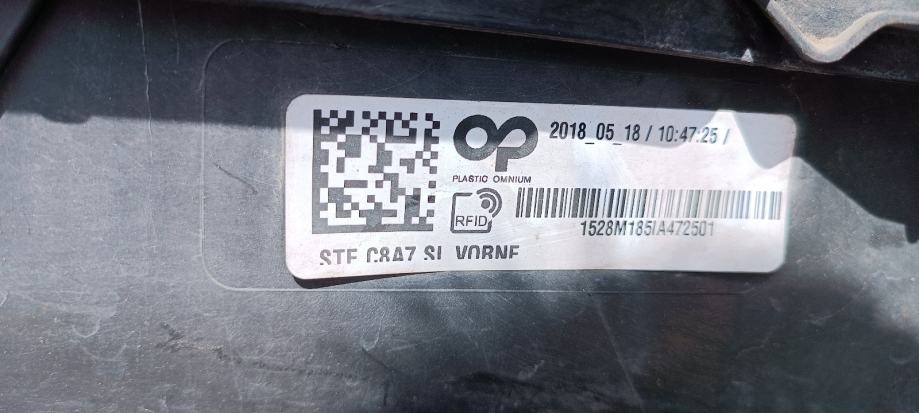 2018_05_18 / 10:47:25 /
PLASTIC OMNIUM
RFID
1528M185IA472501
STF C8A7 SL VORNE